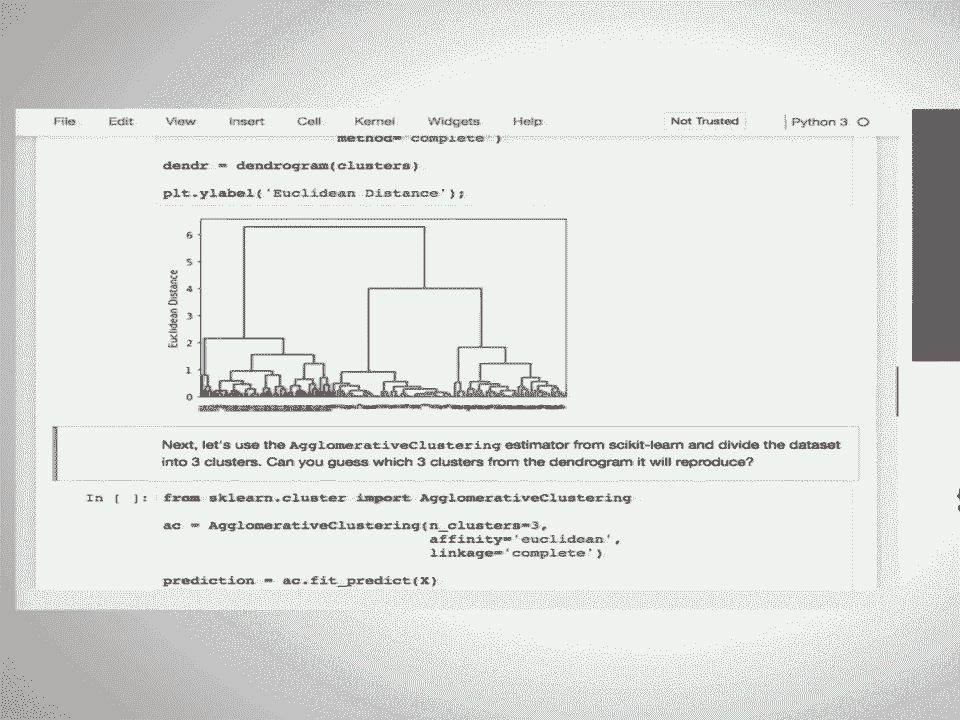 File Edit View Insert Cell Kernel Widgets Help Not Trusted Python 3
method='complete')
dendr = dendrogram(clusters)
plt.ylabel('Euclidean Distance');
6
5
4
3
2
1
0
Euclidean Distance
Next, let's use the AgglomerativeClustering estimator from scikit-learn and divide the dataset
into 3 clusters. Can you guess which 3 clusters from the dendrogram it will reproduce?
In [ ]: from sklearn.cluster import AgglomerativeClustering
ac = AgglomerativeClustering(n_clusters=3,
affinity='euclidean',
linkage='complete')
prediction = ac.fit_predict(X)